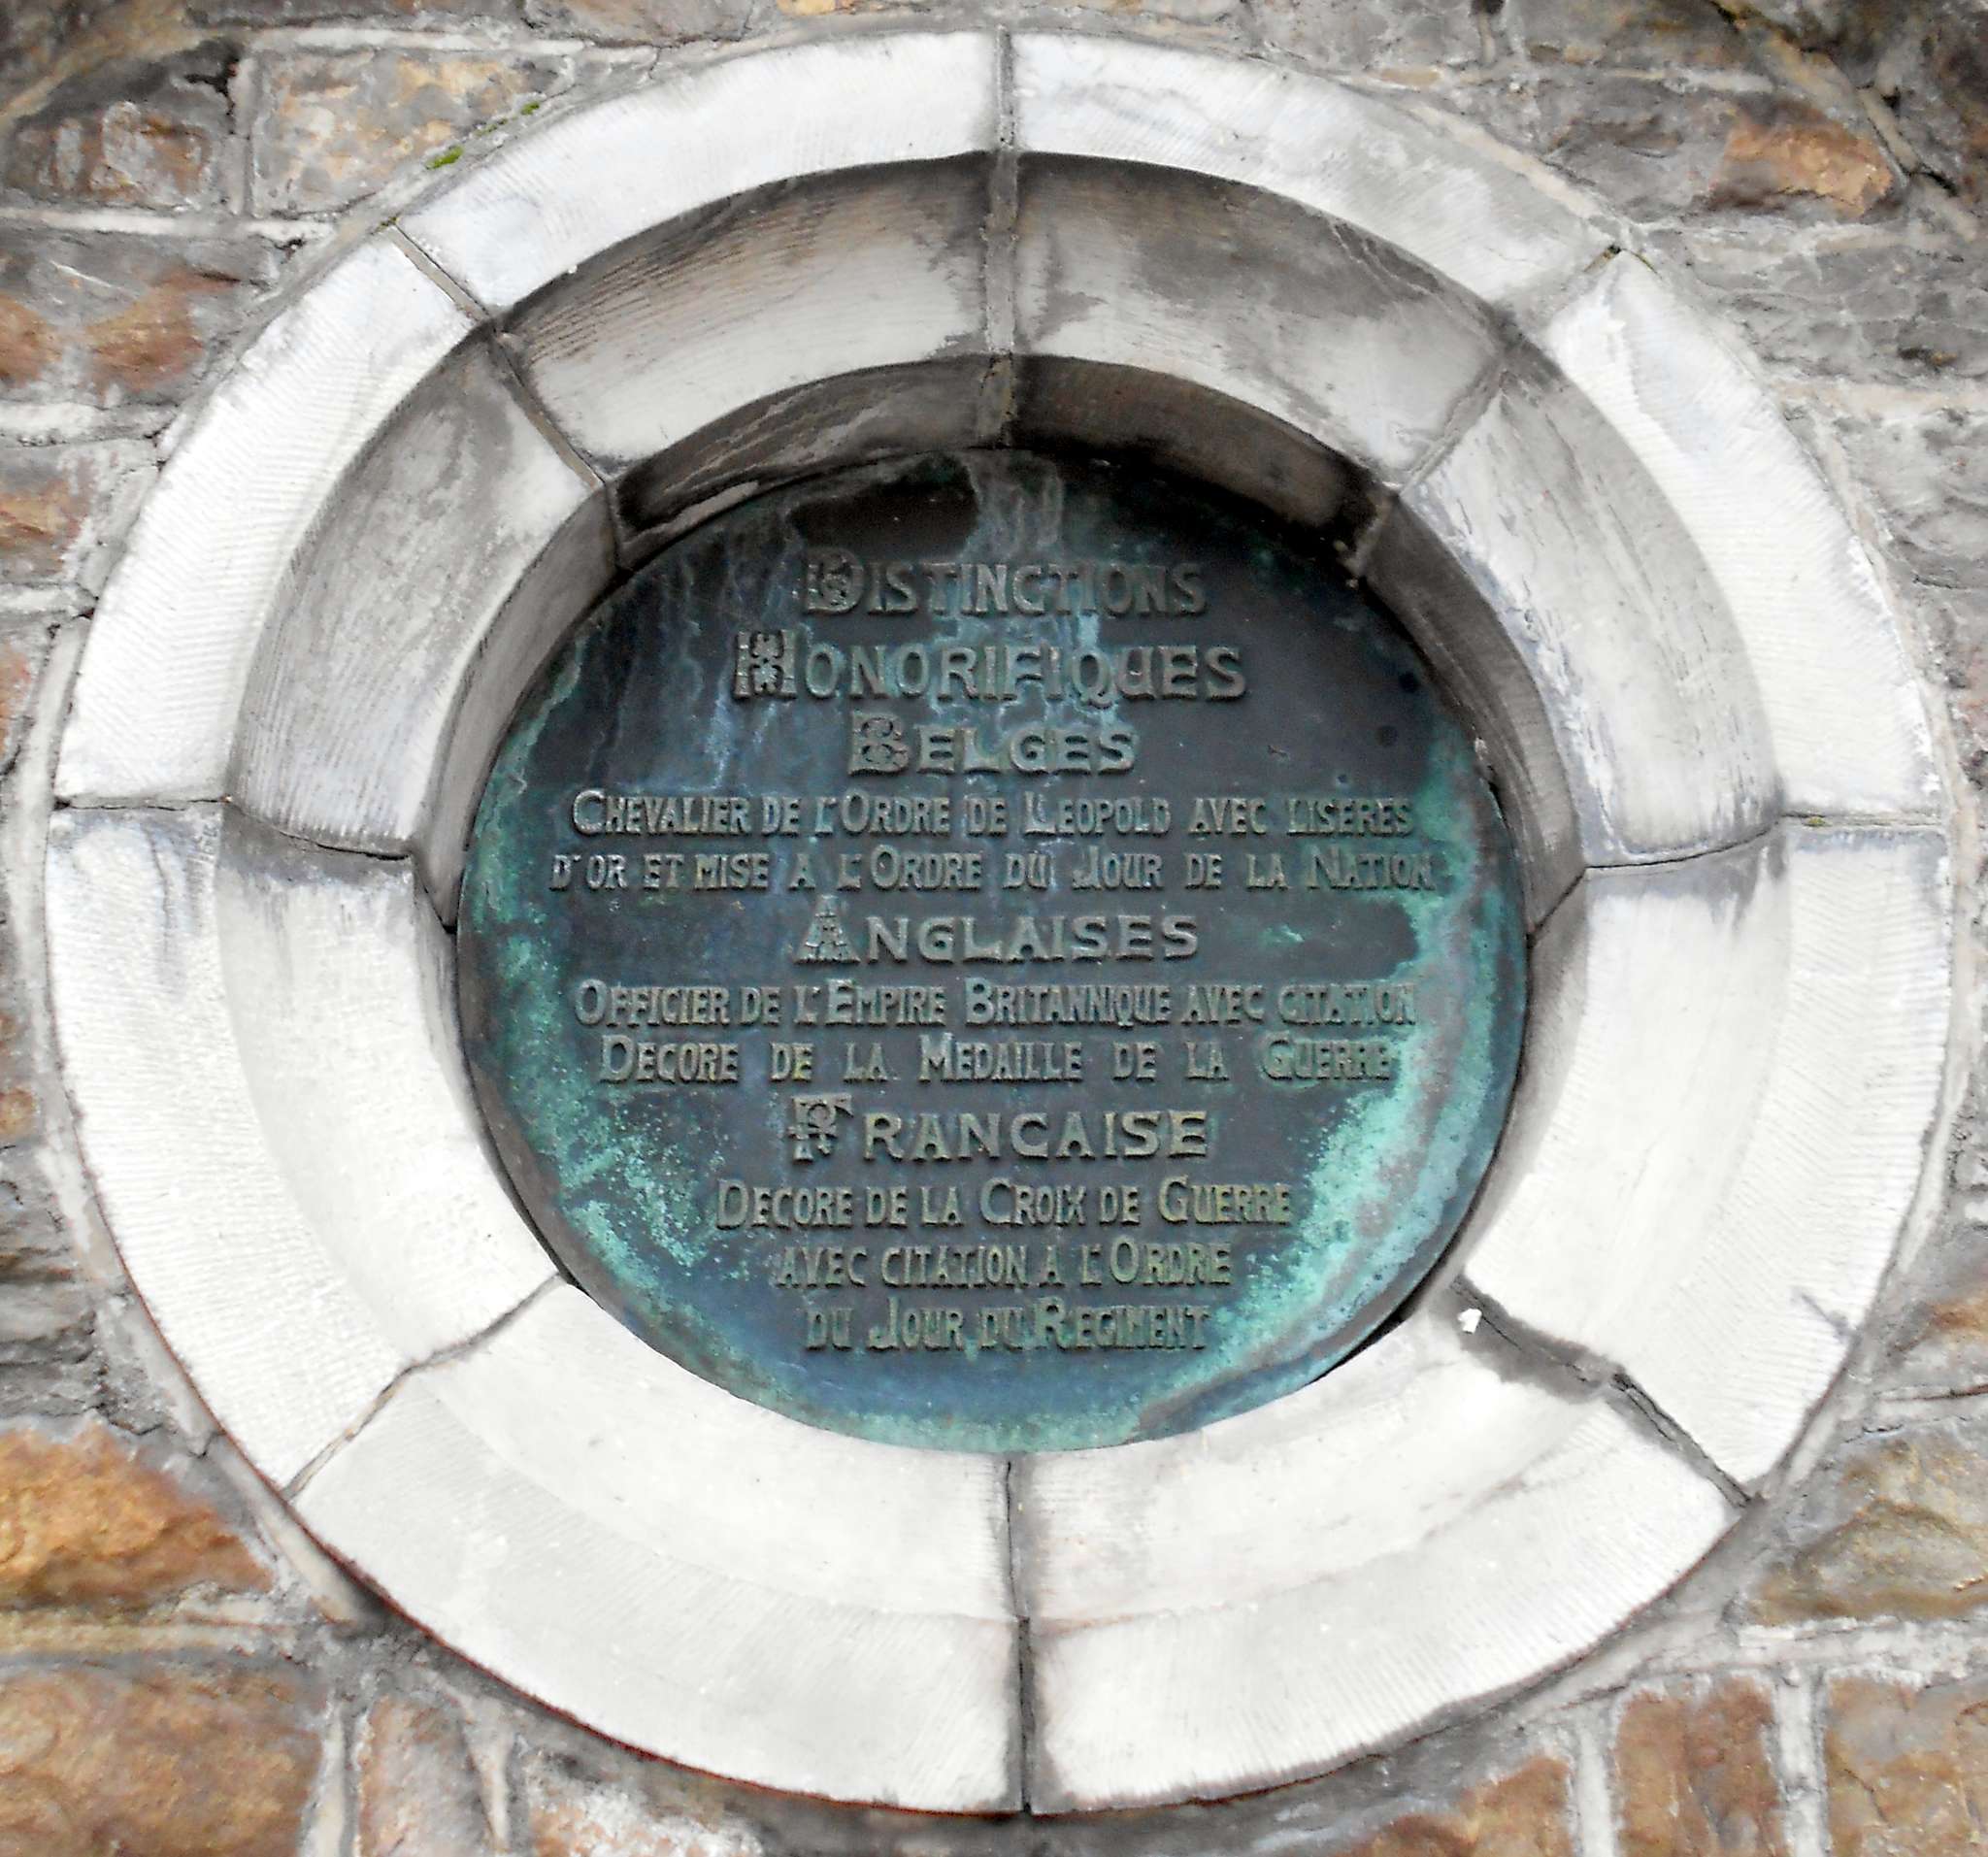 DISTINCTIONS
HONORIFIQUES
BELGES
CHEVALIER DE L'ORDRE DE LEOPOLD AVEC LISERES
D'OR ET MISE A L'ORDRE DU JOUR DE LA NATION
ANGLAISES
OFFICIER DE L'EMPIRE BRITANNIQUE AVEC CITATION
DECORE DE LA MEDAILLE DE LA GUERRE
FRANCAISE
DECORE DE LA CROIX DE GUERRE
AVEC CITATION A L'ORDRE
DU JOUR DU REGIMENT